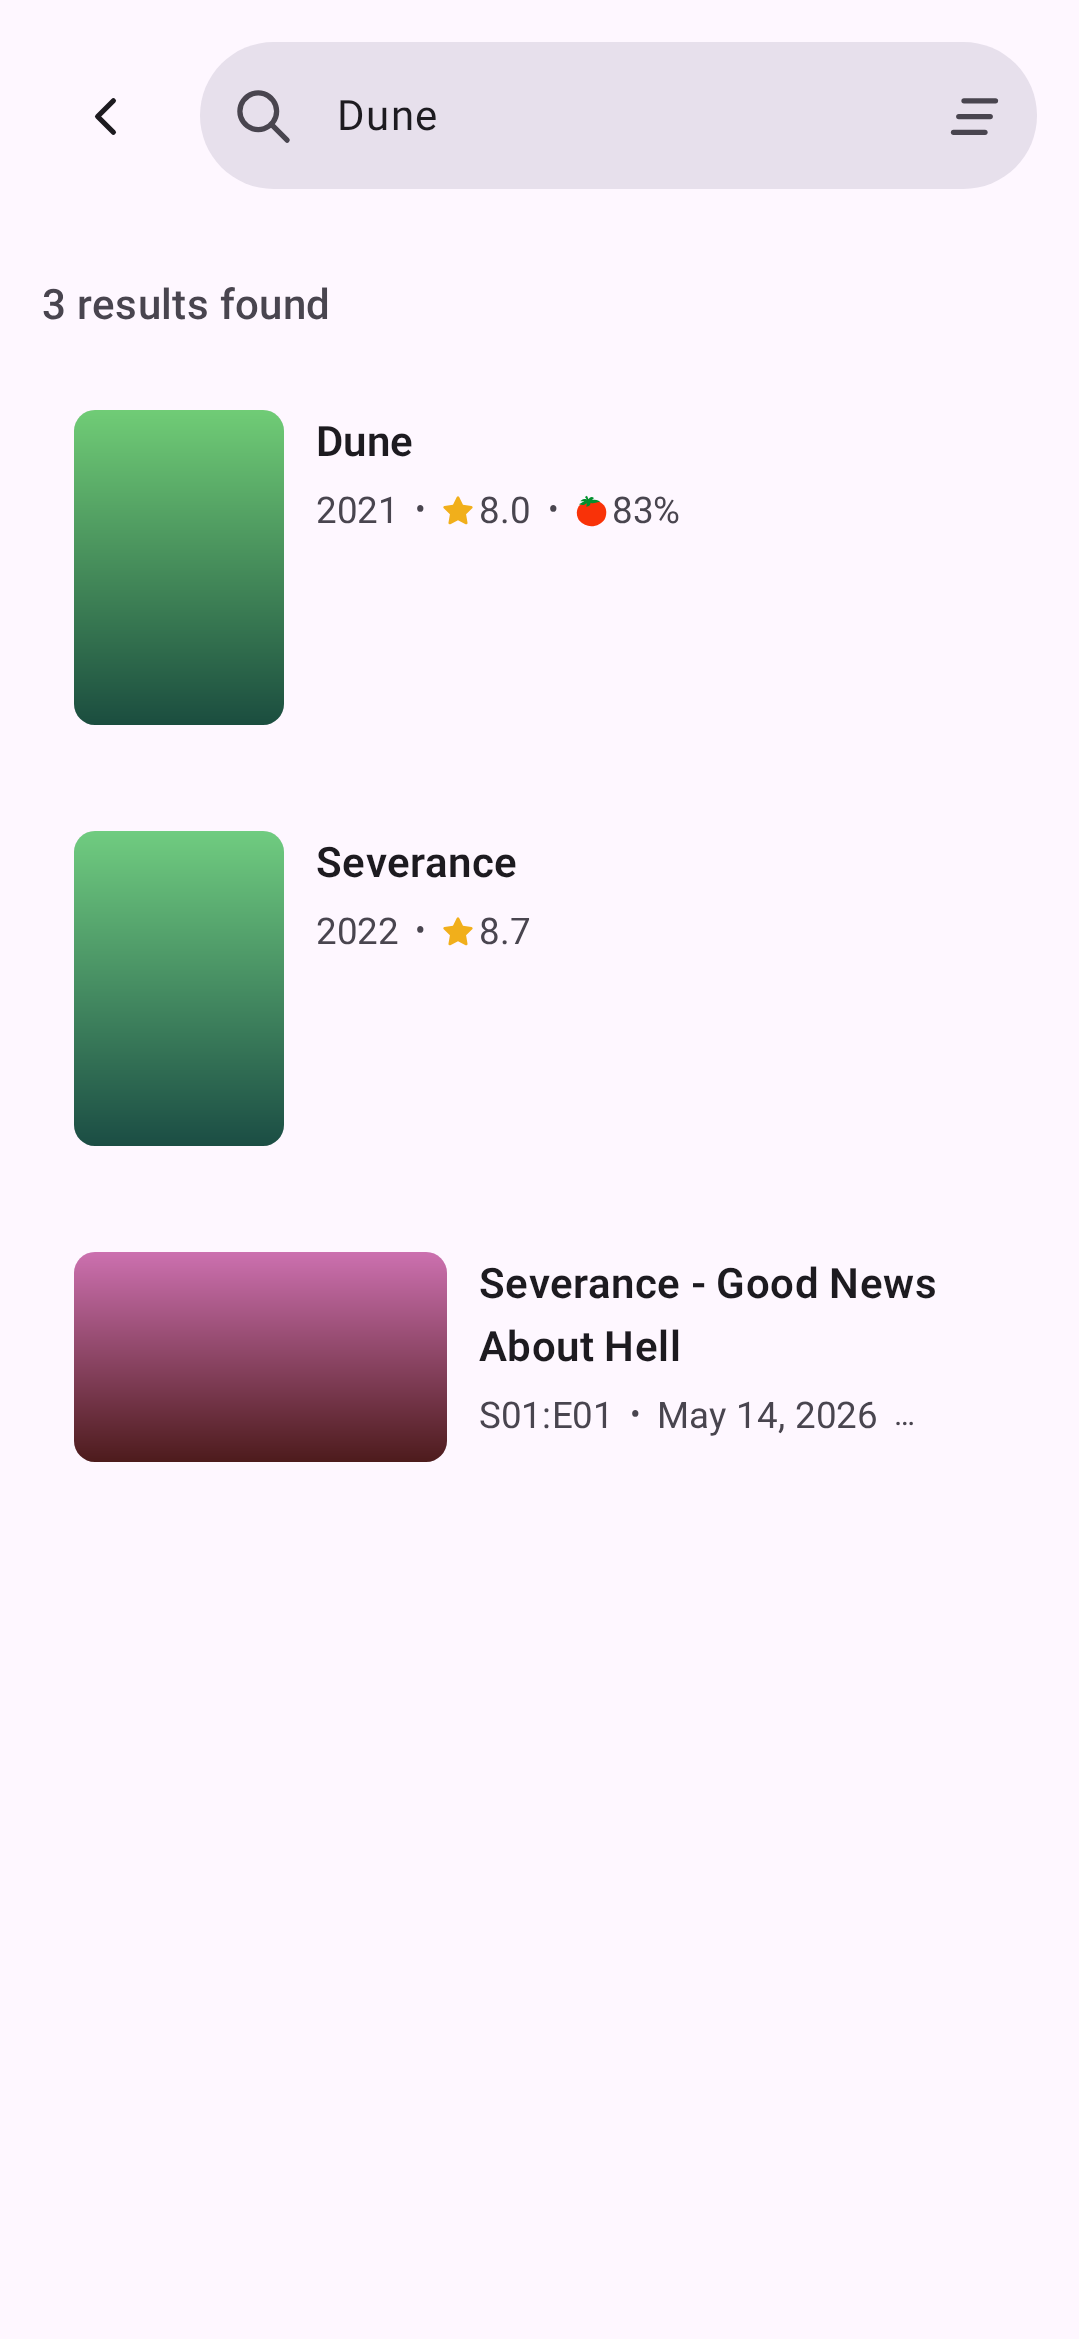 Dune
3 results found
Dune
2021 • ⭐8.0 • 🍅83%
Severance
2022 • ⭐8.7
Severance - Good News
About Hell
S01:E01 • May 14, 2026 …